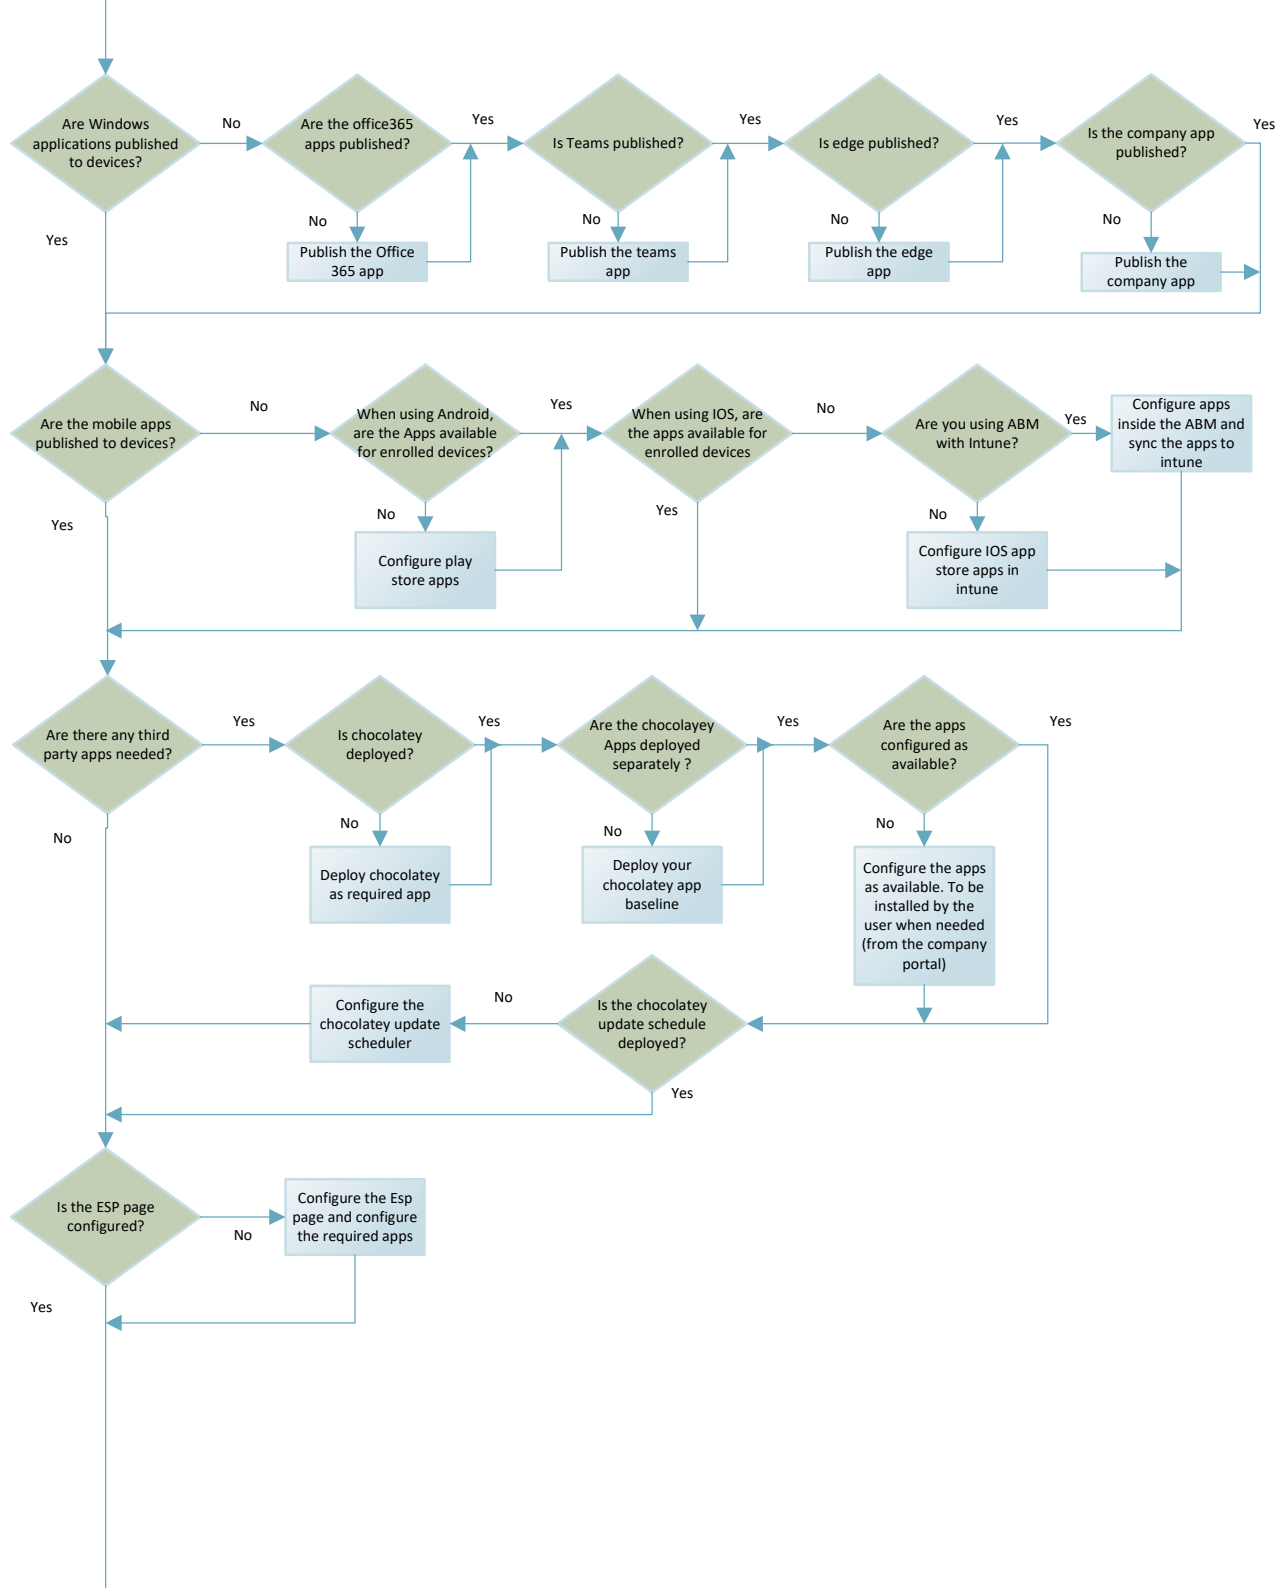 Are Windows
applications published
to devices?
No
Are the office365
apps published?
Yes
Is Teams published?
Yes
Is edge published?
Yes
Is the company app
published?
Yes
Yes
No
Publish the Office
365 app
No
Publish the teams
app
No
Publish the edge
app
No
Publish the
company app
Are the mobile apps
published to devices?
No
When using Android,
are the Apps available
for enrolled devices?
Yes
When using IOS, are
the apps available for
enrolled devices
No
Are you using ABM
with Intune?
Yes
Configure apps
inside the ABM and
sync the apps to
intune
Yes
No
Configure play
store apps
Yes
No
Configure IOS app
store apps in
intune
Are there any third
party apps needed?
Yes
Is chocolatey
deployed?
Yes
Are the chocolayey
Apps deployed
separately ?
Yes
Are the apps
configured as
available?
Yes
No
No
Deploy chocolatey
as required app
No
Deploy your
chocolatey app
baseline
No
Configure the apps
as available. To be
installed by the
user when needed
(from the company
portal)
Configure the
chocolatey update
scheduler
No
Is the chocolatey
update schedule
deployed?
Yes
Is the ESP page
configured?
No
Configure the Esp
page and configure
the required apps
Yes